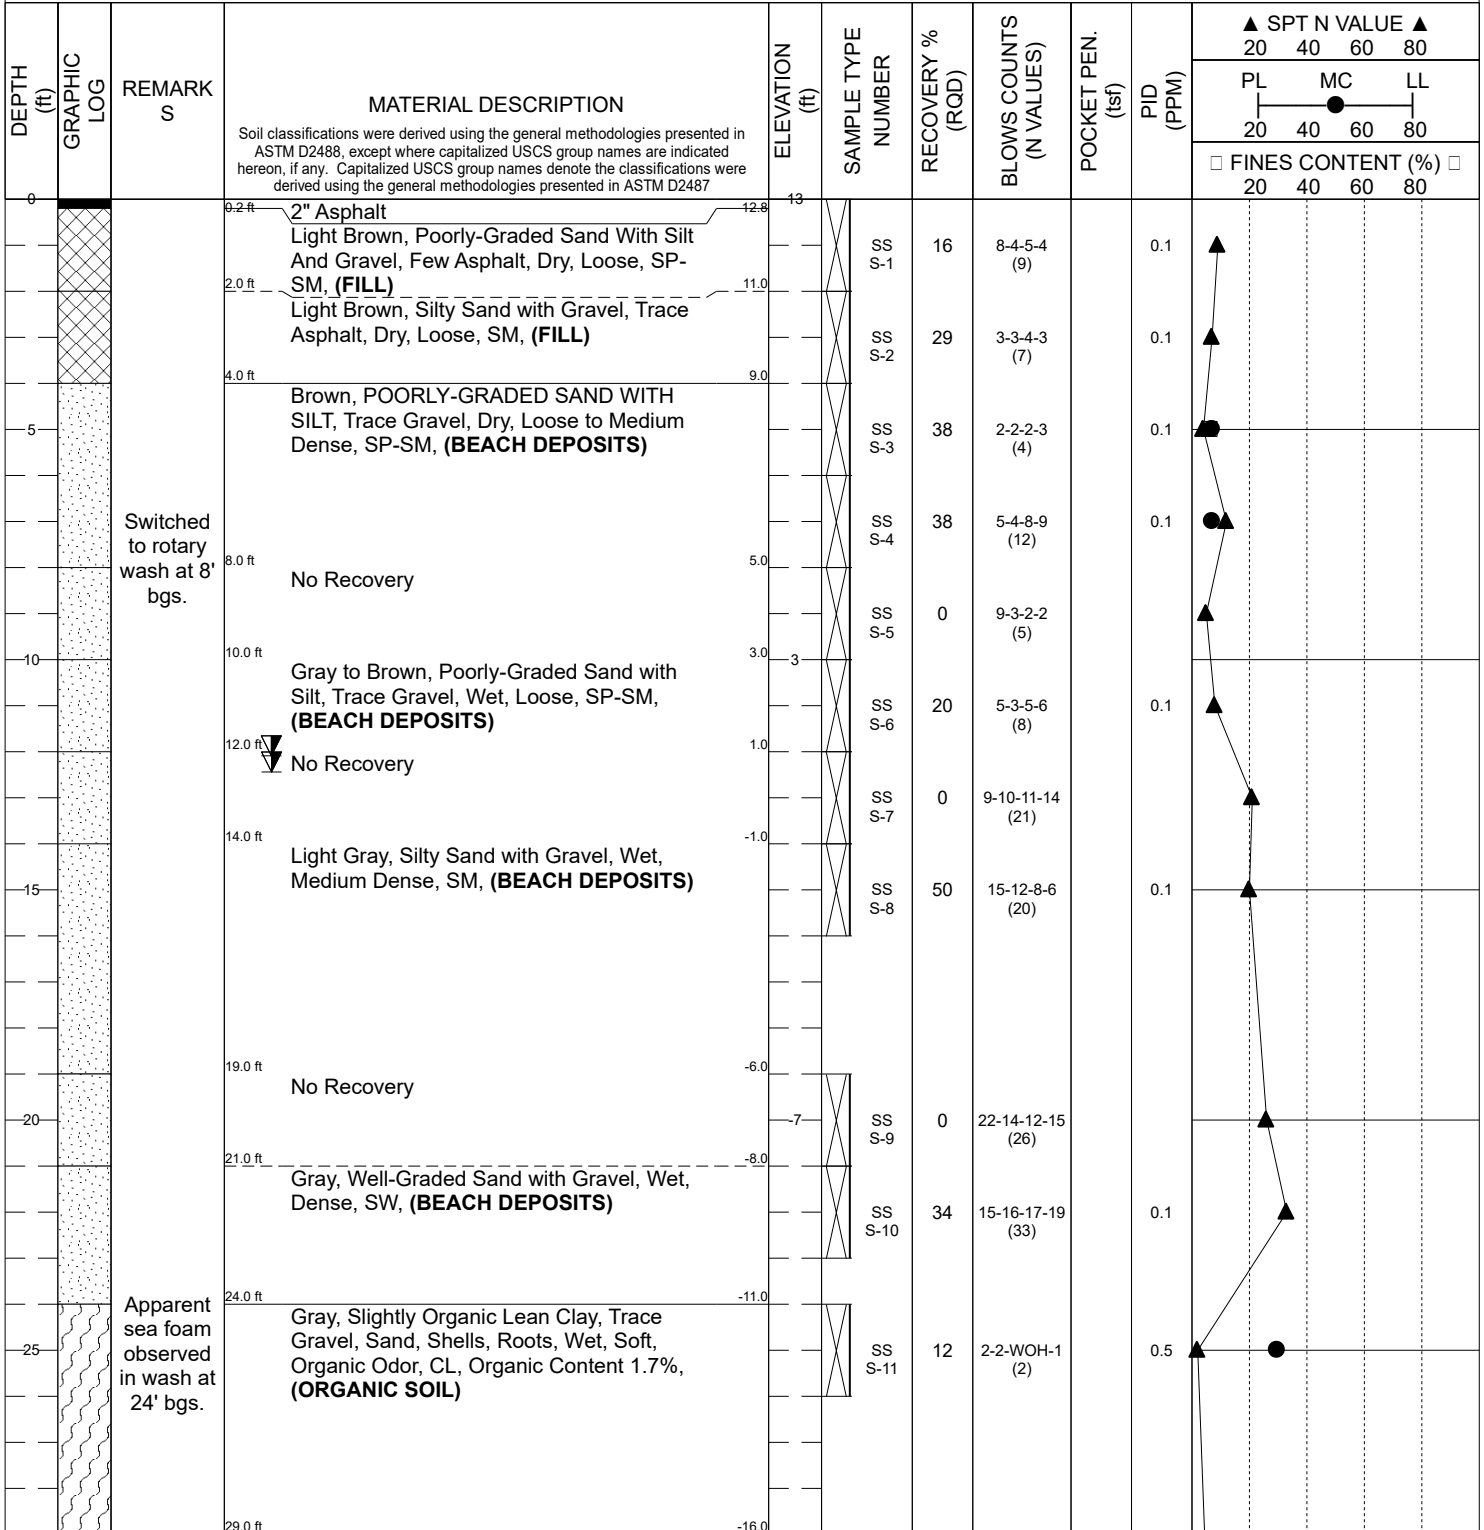 DEPTH
(ft)
GRAPHIC
LOG
REMARK
S
MATERIAL DESCRIPTION
Soil classifications were derived using the general methodologies presented in
ASTM D2488, except where capitalized USCS group names are indicated
hereon, if any. Capitalized USCS group names denote the classifications were
derived using the general methodologies presented in ASTM D2487
ELEVATION
(ft)
SAMPLE TYPE
NUMBER
RECOVERY %
(RQD)
BLOWS COUNTS
(N VALUES)
POCKET PEN.
(tsf)
PID
(PPM)
▲ SPT N VALUE ▲
20 40 60 80
PL MC LL
20 40 60 80
□ FINES CONTENT (%) □
20 40 60 80
0
13
0.2 ft
2" Asphalt
12.8
Light Brown, Poorly-Graded Sand With Silt
And Gravel, Few Asphalt, Dry, Loose, SP-
SM, (FILL)
SS
S-1
16
8-4-5-4
(9)
0.1
2.0 ft
11.0
Light Brown, Silty Sand with Gravel, Trace
Asphalt, Dry, Loose, SM, (FILL)
SS
S-2
29
3-3-4-3
(7)
0.1
4.0 ft
9.0
Brown, POORLY-GRADED SAND WITH
SILT, Trace Gravel, Dry, Loose to Medium
Dense, SP-SM, (BEACH DEPOSITS)
5
SS
S-3
38
2-2-2-3
(4)
0.1
Switched
to rotary
wash at 8'
bgs.
SS
S-4
38
5-4-8-9
(12)
0.1
8.0 ft
5.0
No Recovery
SS
S-5
0
9-3-2-2
(5)
10
10.0 ft
3.0
3
Gray to Brown, Poorly-Graded Sand with
Silt, Trace Gravel, Wet, Loose, SP-SM,
(BEACH DEPOSITS)
SS
S-6
20
5-3-5-6
(8)
0.1
12.0 ft
1.0
No Recovery
SS
S-7
0
9-10-11-14
(21)
14.0 ft
-1.0
Light Gray, Silty Sand with Gravel, Wet,
Medium Dense, SM, (BEACH DEPOSITS)
15
SS
S-8
50
15-12-8-6
(20)
0.1
19.0 ft
-6.0
No Recovery
20
-7
SS
S-9
0
22-14-12-15
(26)
21.0 ft
-8.0
Gray, Well-Graded Sand with Gravel, Wet,
Dense, SW, (BEACH DEPOSITS)
SS
S-10
34
15-16-17-19
(33)
0.1
24.0 ft
-11.0
Apparent
sea foam
observed
in wash at
24' bgs.
Gray, Slightly Organic Lean Clay, Trace
Gravel, Sand, Shells, Roots, Wet, Soft,
Organic Odor, CL, Organic Content 1.7%,
(ORGANIC SOIL)
25
SS
S-11
12
2-2-WOH-1
(2)
0.5
29.0 ft
-16.0